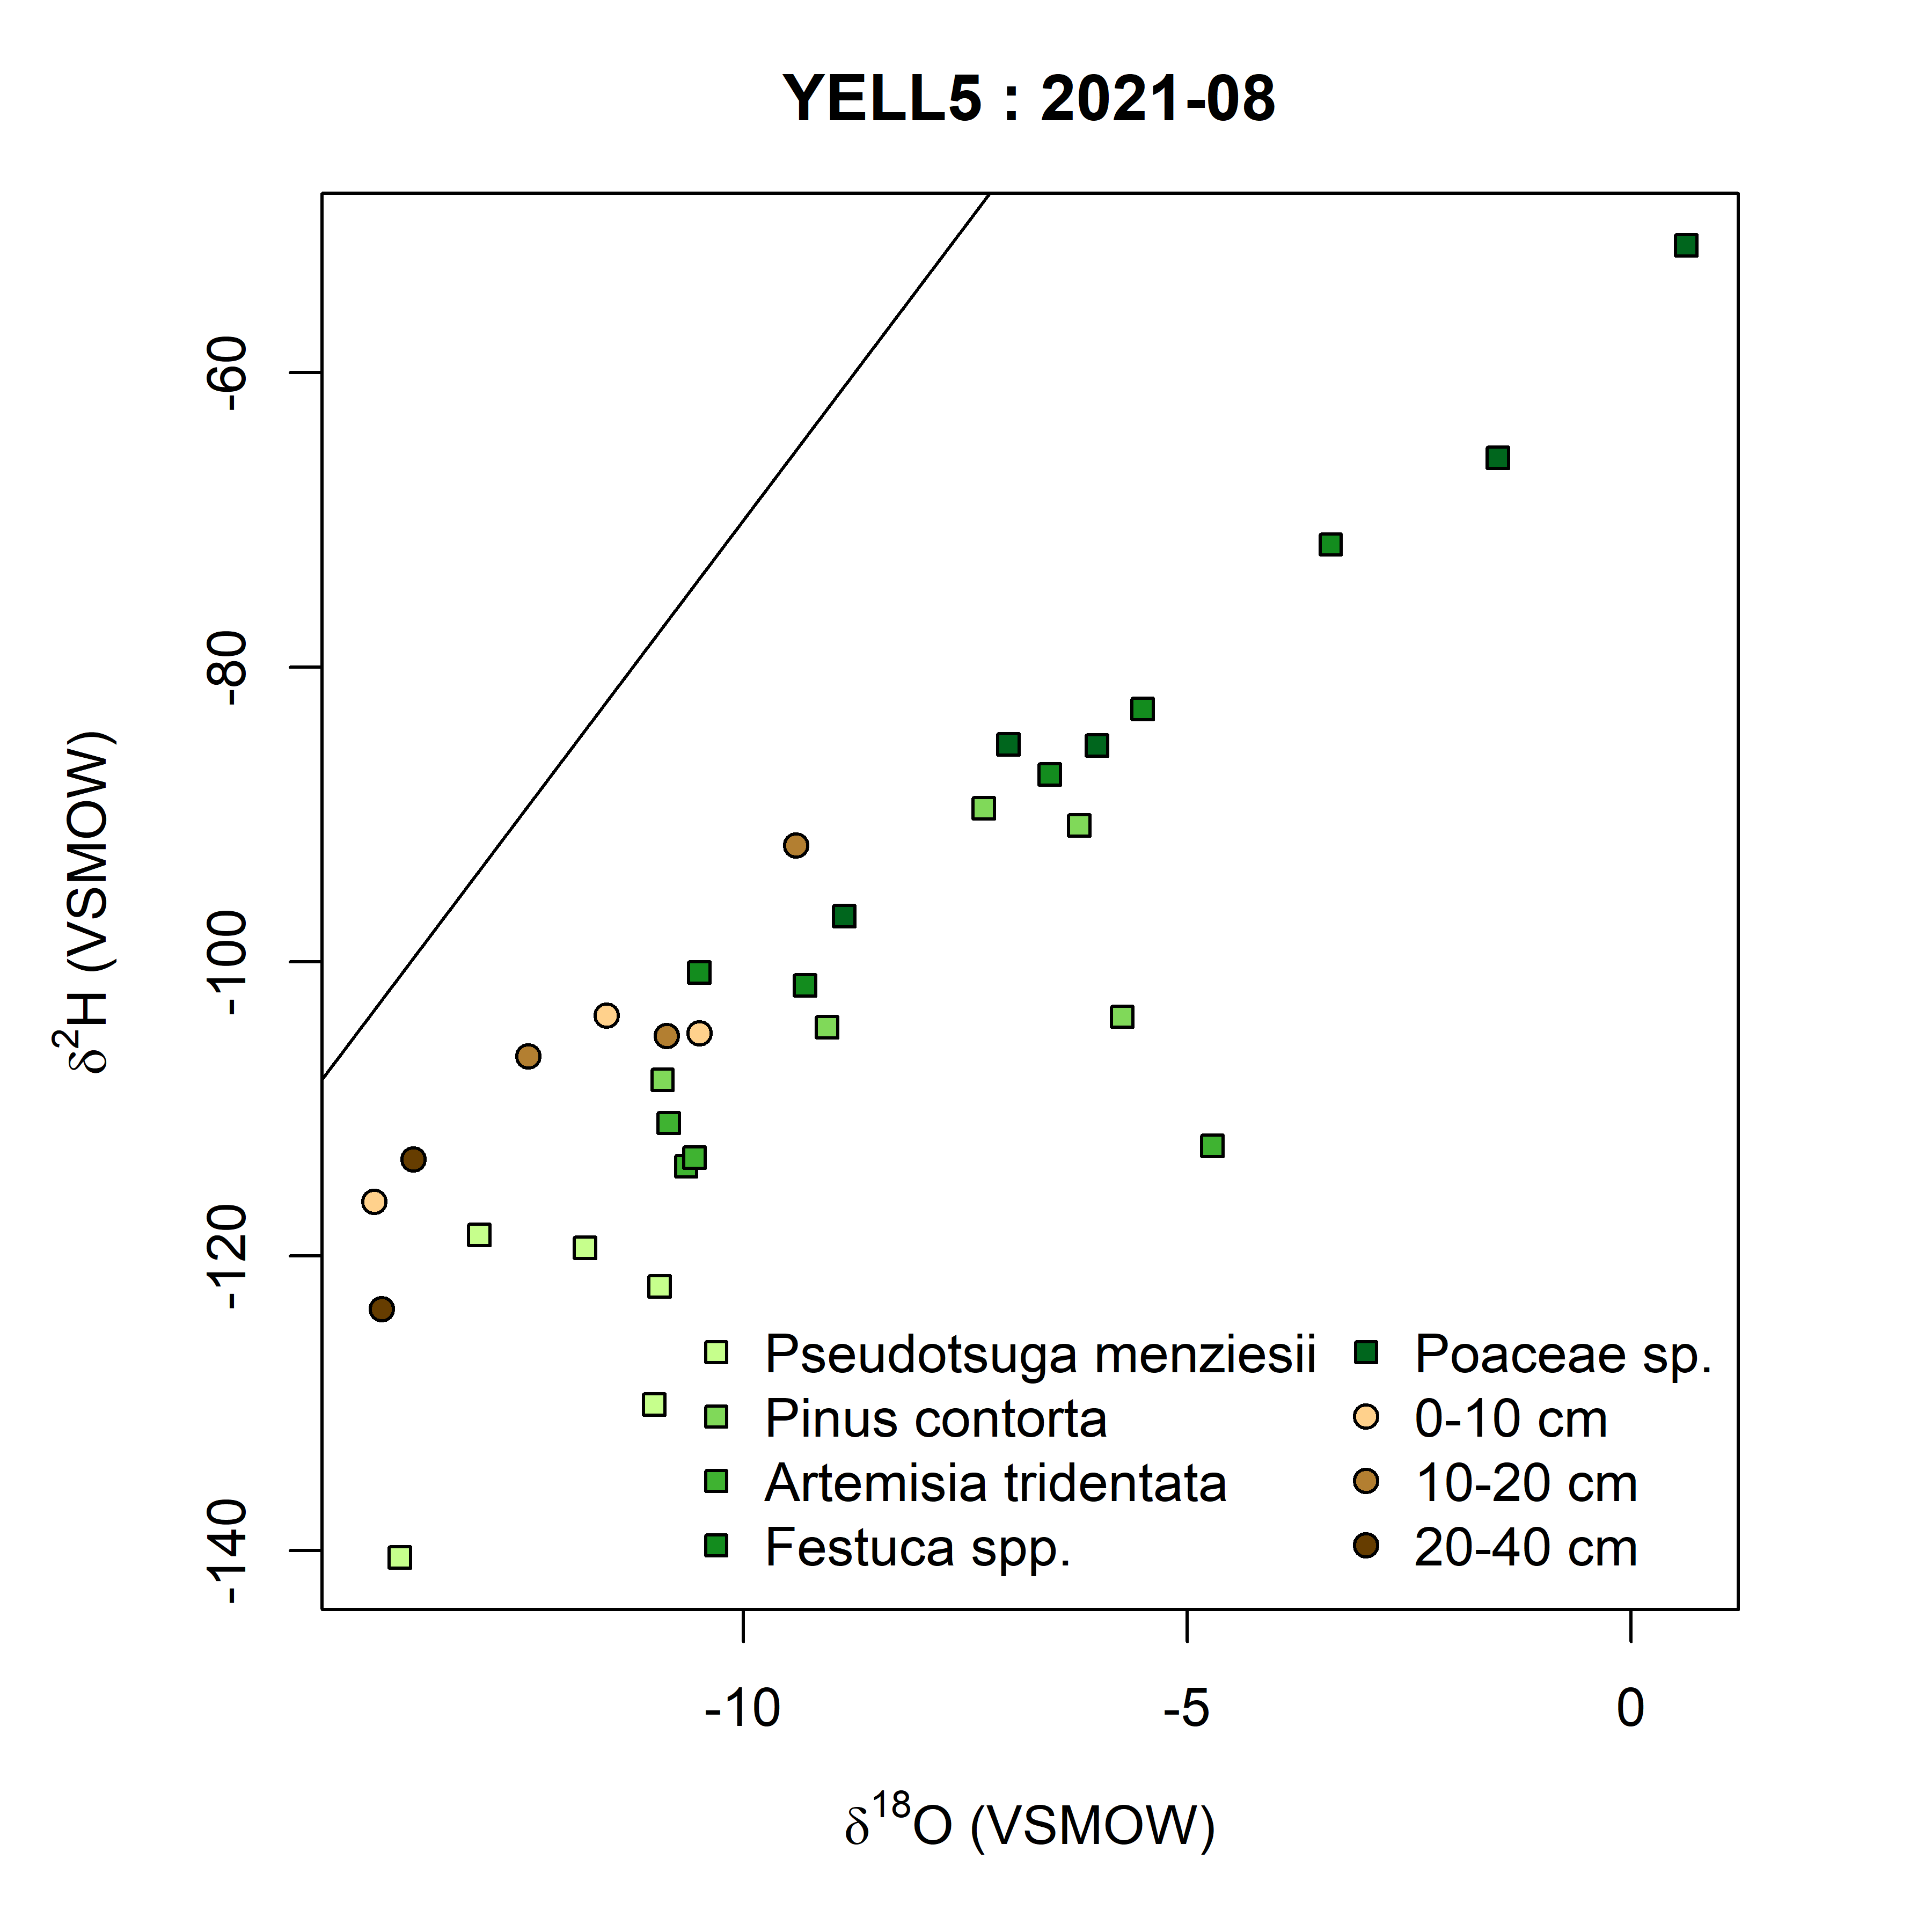 YELL5 : 2021-08
δ²H (VSMOW)
-60
-80
-100
-120
-140
Pseudotsuga menziesii
Pinus contorta
Artemisia tridentata
Festuca spp.
Poaceae sp.
0-10 cm
10-20 cm
20-40 cm
-10
-5
0
δ¹⁸O (VSMOW)